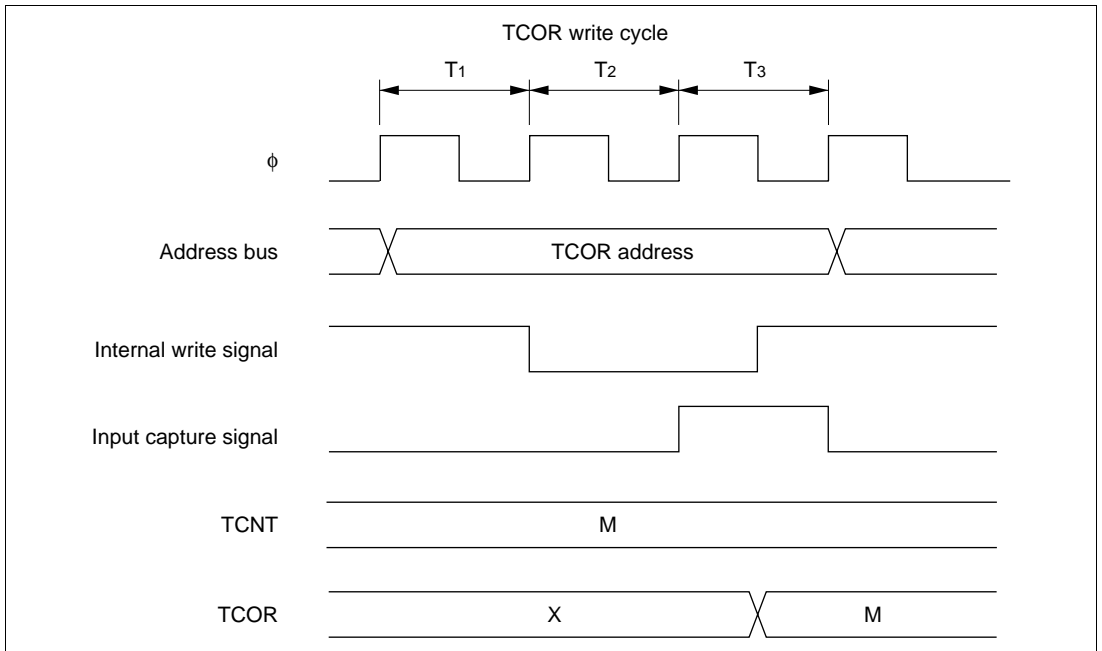 TCOR write cycle
T1 T2 T3
ϕ
Address bus TCOR address
Internal write signal
Input capture signal
TCNT M
TCOR X M